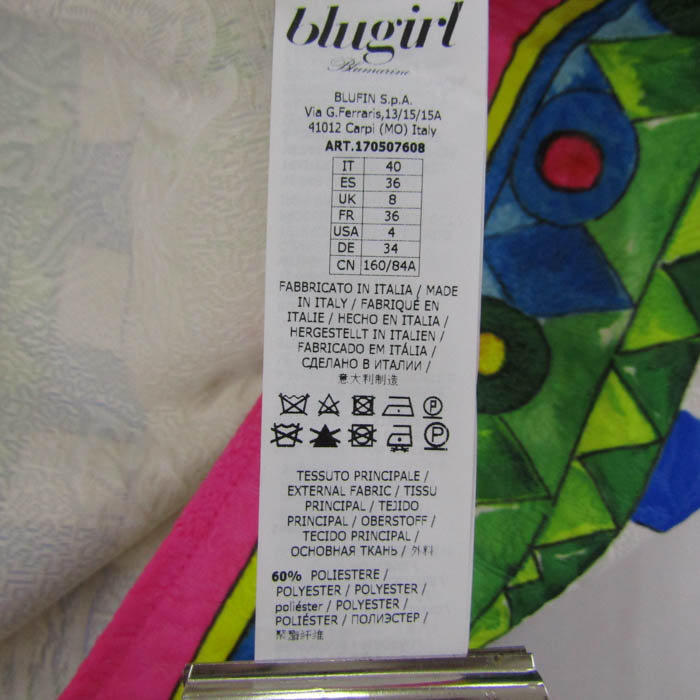 blugirl
Blumarine
BLUFIN S.p.A.
Via G.Ferraris,13/15/15A
41012 Carpi (MO) Italy
ART.170507608
IT 40
ES 36
UK 8
FR 36
USA 4
DE 34
CN 160/84A
FABBRICATO IN ITALIA / MADE
IN ITALY / FABRIQUÉ EN
ITALIE / HECHO EN ITALIA /
HERGESTELLT IN ITALIEN /
FABRICADO EM ITÁLIA /
СДЕЛАНО В ИТАЛИИ /
意大利制造
TESSUTO PRINCIPALE /
EXTERNAL FABRIC / TISSU
PRINCIPAL / TEJIDO
PRINCIPAL / OBERSTOFF /
TECIDO PRINCIPAL /
ОСНОВНАЯ ТКАНЬ / 外料
60% POLIESTERE /
POLYESTER / POLYESTER /
poliéster / POLYESTER /
POLIÉSTER / ПОЛИЭСТЕР /
聚酯纤维